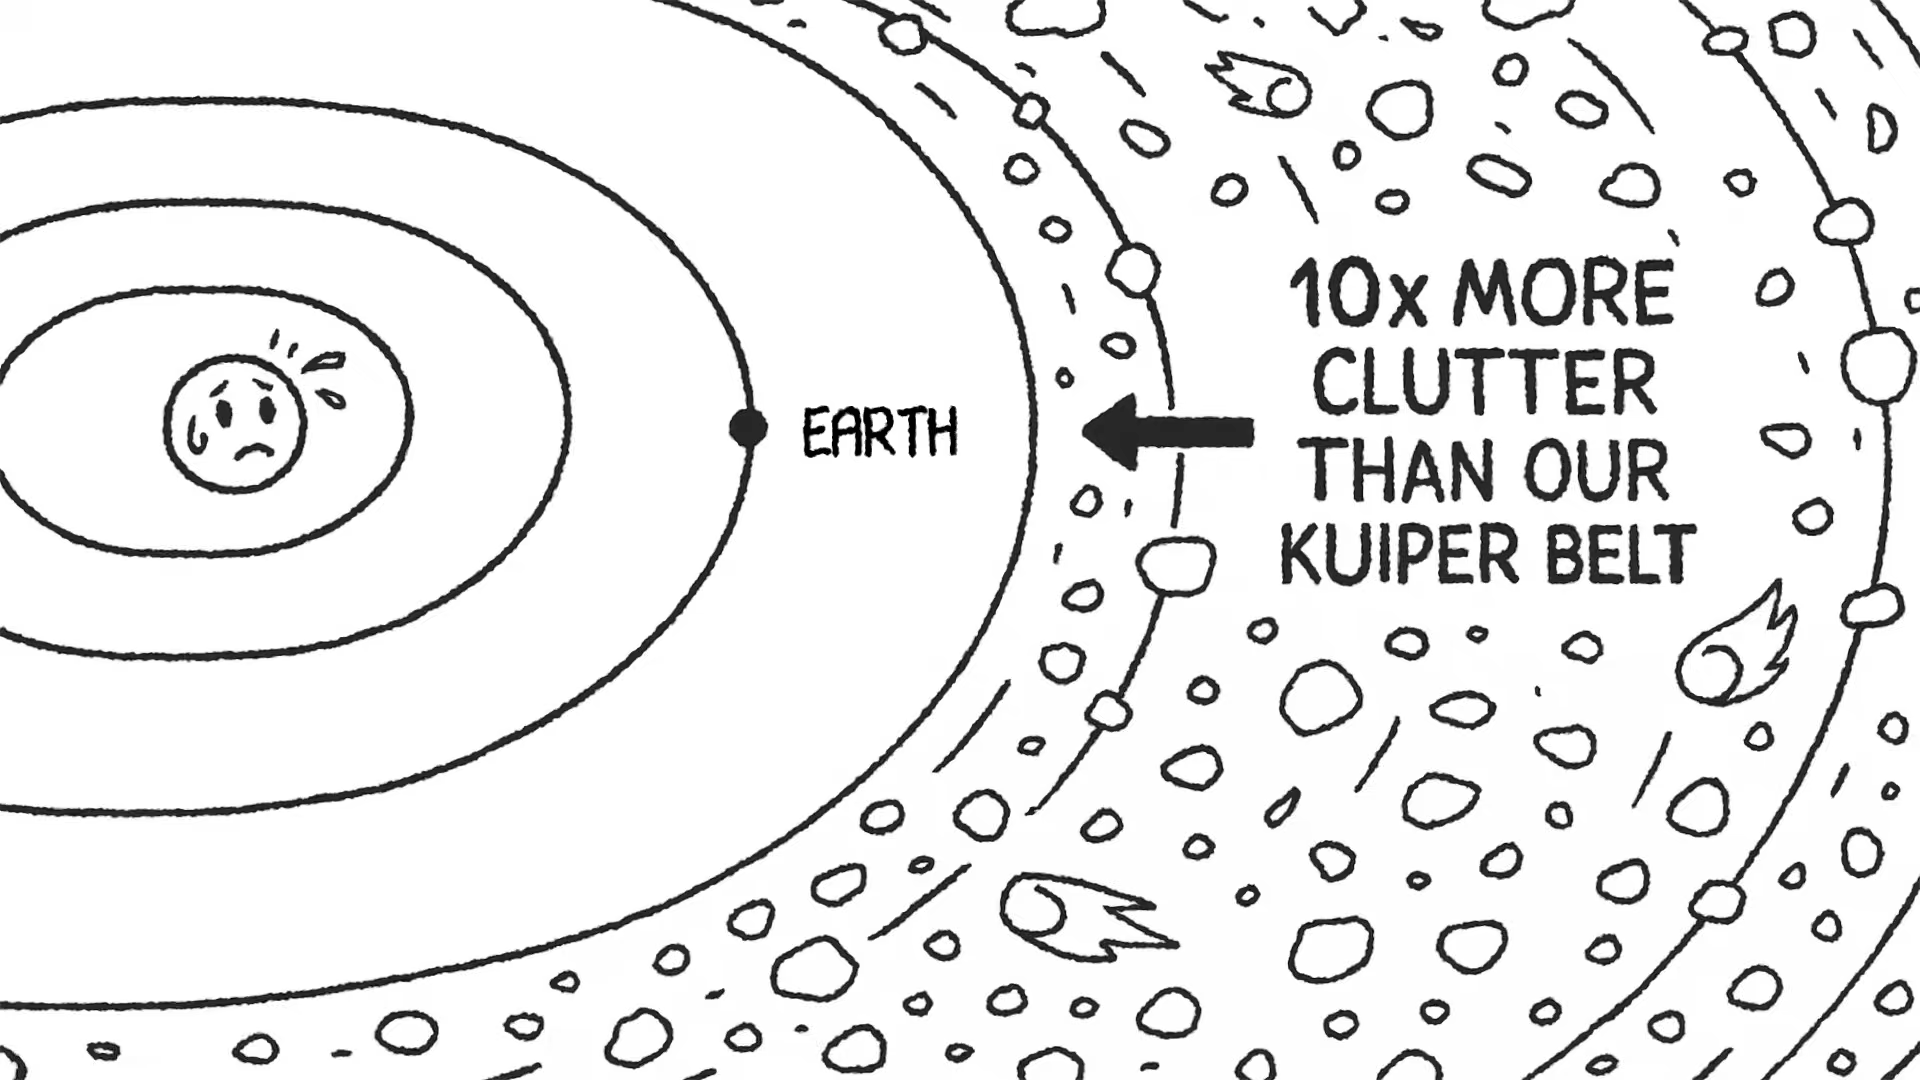 EARTH
10x MORE
CLUTTER
THAN OUR
KUIPER BELT